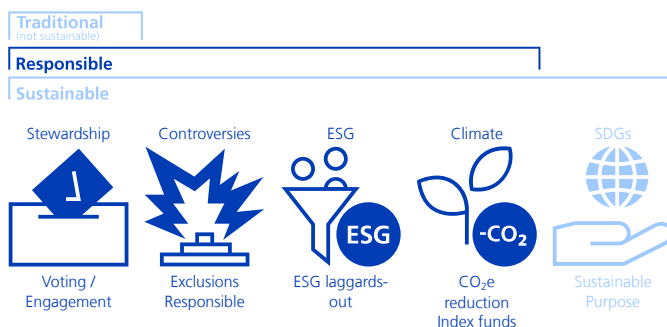 Traditional
(not sustainable)
Responsible
Sustainable
Stewardship
Controversies
ESG
Climate
SDGs
ESG
-CO₂
Voting /
Engagement
Exclusions
Responsible
ESG laggards-
out
CO₂e
reduction
Index funds
Sustainable
Purpose